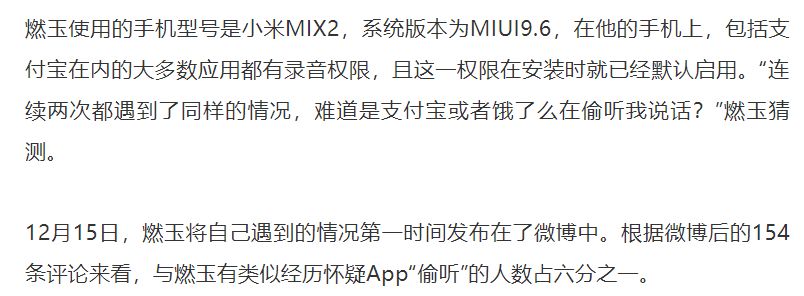 燃玉使用的手机型号是小米MIX2，系统版本为MIUI9.6，在他的手机上，包括支
付宝在内的大多数应用都有录音权限，且这一权限在安装时就已经默认启用。“连
续两次都遇到了同样的情况，难道是支付宝或者饿了么在偷听我说话？”燃玉猜
测。
12月15日，燃玉将自己遇到的情况第一时间发布在了微博中。根据微博后的154
条评论来看，与燃玉有类似经历怀疑App“偷听”的人数占六分之一。